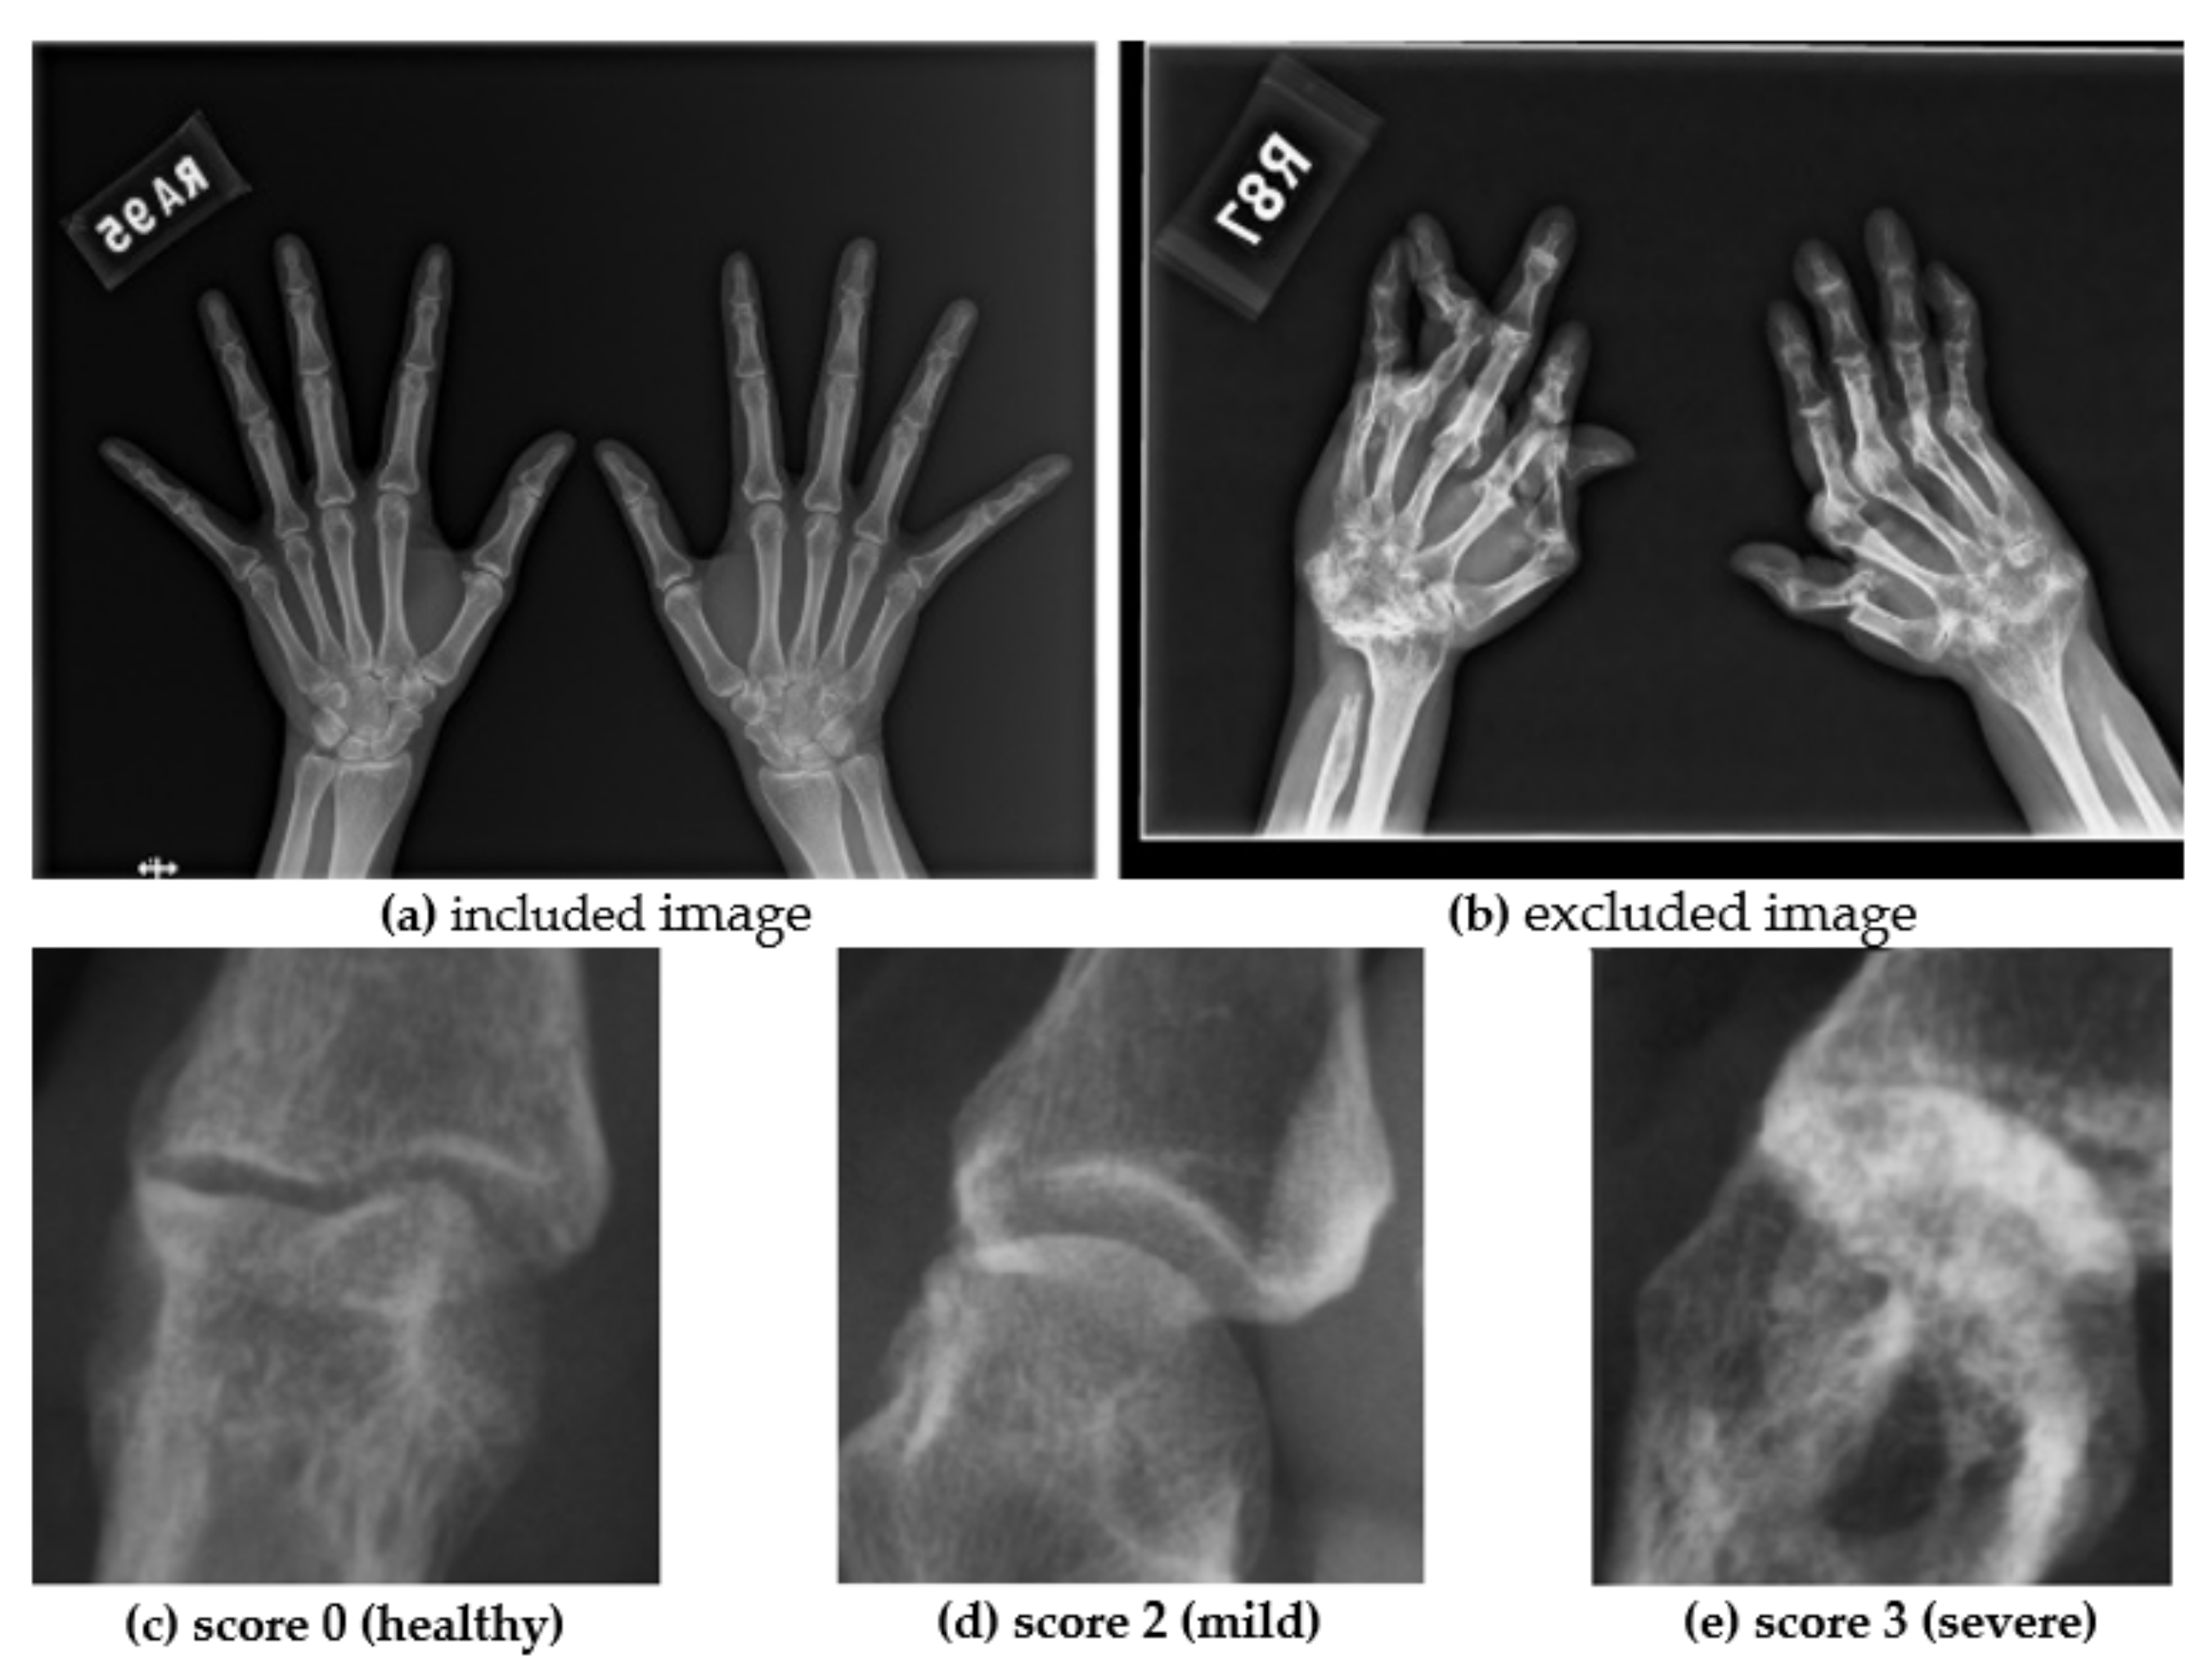 RA95
R87
(a) included image
(b) excluded image
(c) score 0 (healthy)
(d) score 2 (mild)
(e) score 3 (severe)